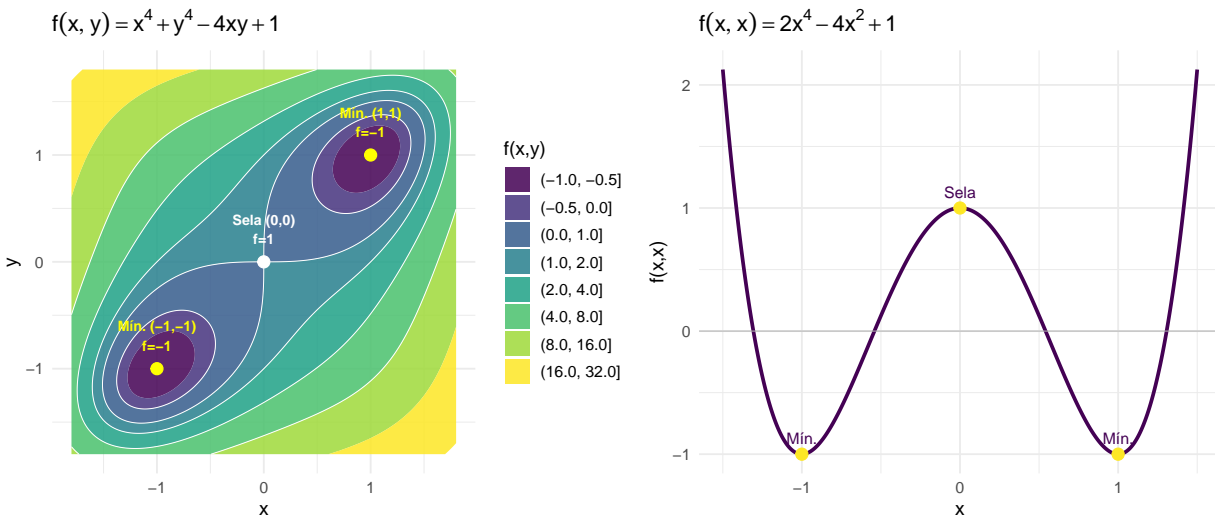 f(x, y) = x⁴ + y⁴ − 4xy + 1
Mín. (1,1)
f=−1
Sela (0,0)
f=1
Mín. (−1,−1)
f=−1
1
0
−1
y
−1
0
1
x
f(x,y)
(−1.0, −0.5]
(−0.5, 0.0]
(0.0, 1.0]
(1.0, 2.0]
(2.0, 4.0]
(4.0, 8.0]
(8.0, 16.0]
(16.0, 32.0]
f(x, x) = 2x⁴ − 4x² + 1
2
1
0
−1
f(x,x)
Sela
Mín.
Mín.
−1
0
1
x